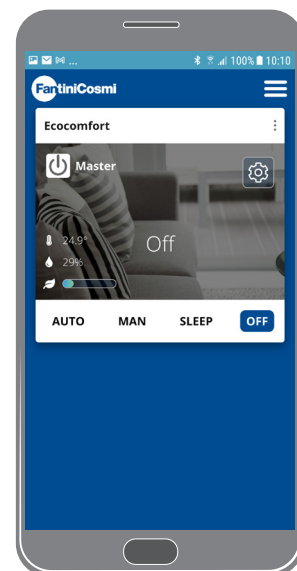 ... 100% 10:10
FantiniCosmi
Ecocomfort
Master
24.9°
Off
29%
AUTO MAN SLEEP OFF